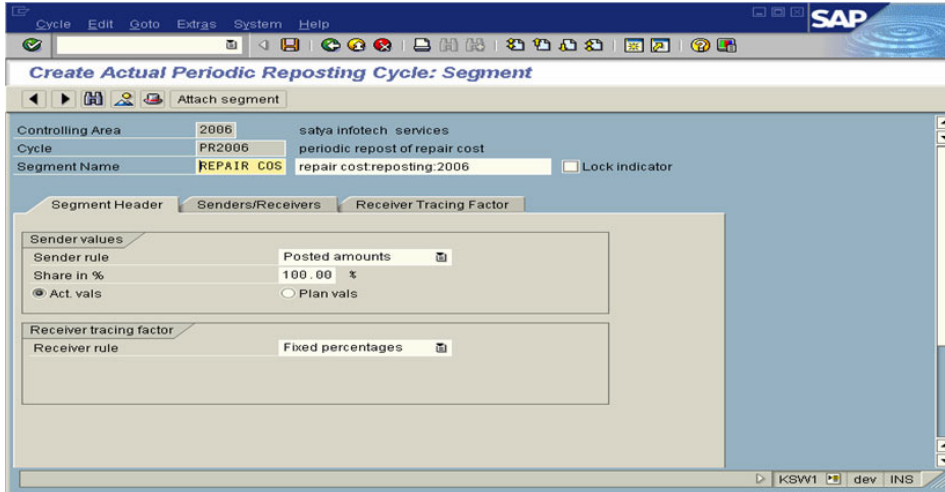 Cycle Edit Goto Extras System Help
SAP
Create Actual Periodic Reposting Cycle: Segment
Attach segment
Controlling Area 2006 satya infotech services
Cycle PR2006 periodic repost of repair cost
Segment Name REPAIR COS repair cost:reposting:2006 Lock indicator
Segment Header Senders/Receivers Receiver Tracing Factor
Sender values
Sender rule Posted amounts
Share in % 100.00 %
Act. vals Plan vals
Receiver tracing factor
Receiver rule Fixed percentages
KSW1 dev INS